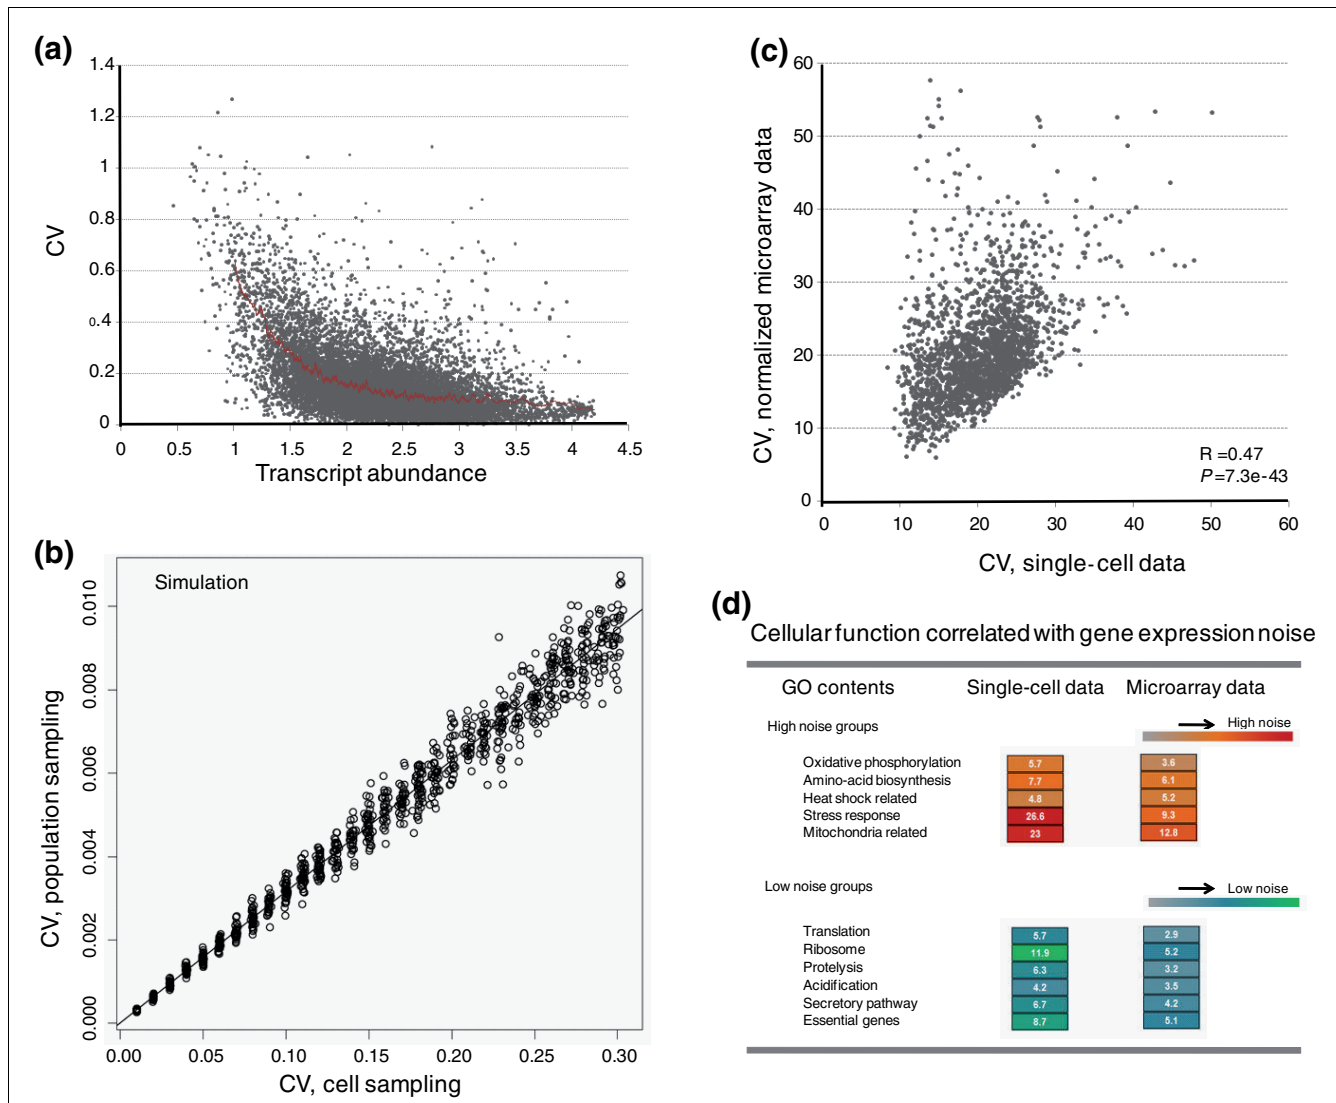 (a)
1.4
1.2
1
0.8
0.6
0.4
0.2
0
CV
0 0.5 1 1.5 2 2.5 3 3.5 4 4.5
Transcript abundance
(b)
Simulation
0.010
0.008
0.006
0.004
0.002
0.000
CV, population sampling
0.00 0.05 0.10 0.15 0.20 0.25 0.30
CV, cell sampling
(c)
60
50
40
30
20
10
0
CV, normalized microarray data
R =0.47
P=7.3e-43
0 10 20 30 40 50 60
CV, single-cell data
(d)
Cellular function correlated with gene expression noise
GO contents Single-cell data Microarray data
High noise groups
High noise
Oxidative phosphorylation 5.7 3.6
Amino-acid biosynthesis 7.7 6.1
Heat shock related 4.8 5.2
Stress response 26.6 9.3
Mitochondria related 23 12.8
Low noise groups
Low noise
Translation 5.7 2.9
Ribosome 11.9 5.2
Protelysis 6.3 3.2
Acidification 4.2 3.5
Secretory pathway 6.7 4.2
Essential genes 8.7 5.1